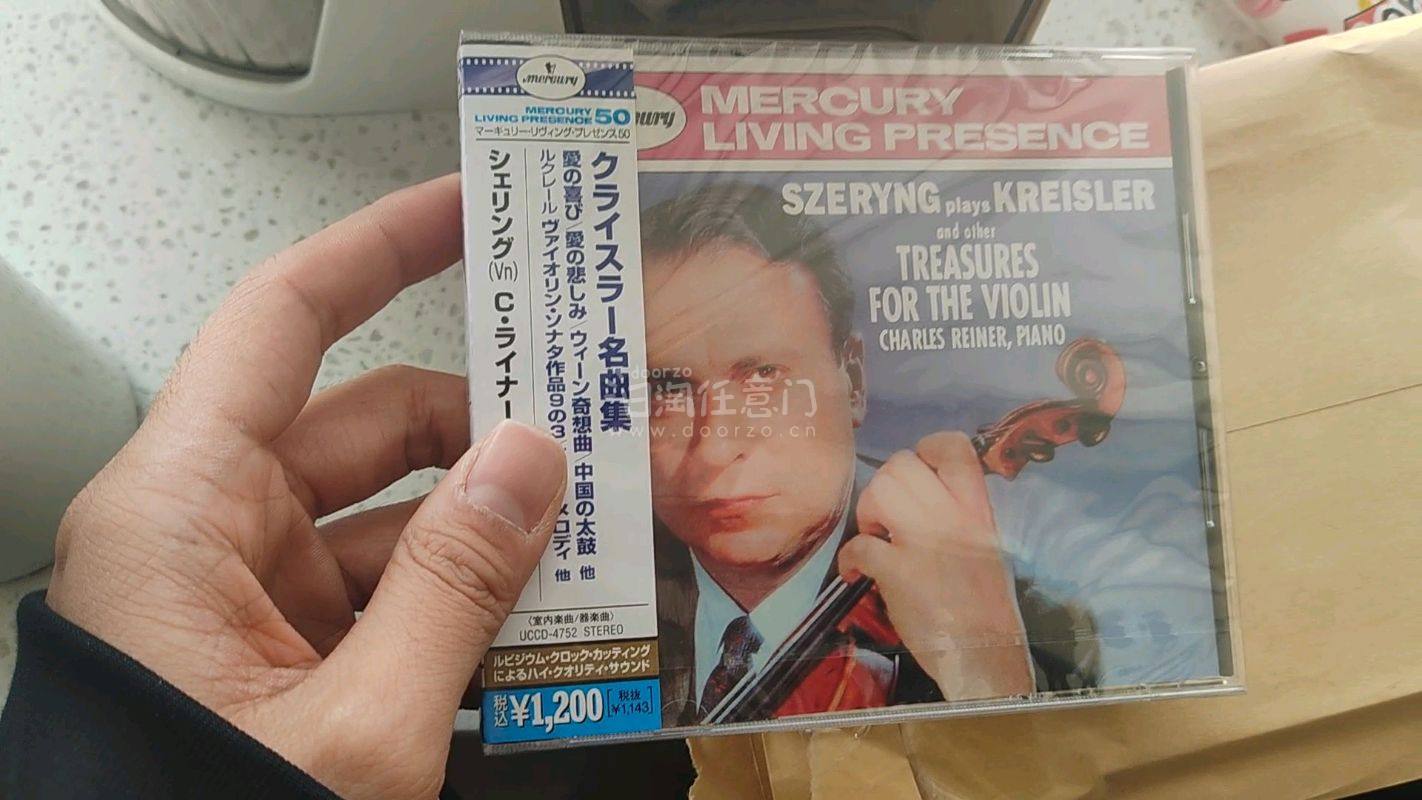 mercury
MERCURY
LIVING PRESENCE 50
マーキュリー・リヴィング・プレゼンス50
クライスラー名曲集
愛の喜び/愛の悲しみ/ウィーン奇想曲/中国の太鼓 他
ルクレール ヴァイオリン・ソナタ作品9の3
メロディ 他
シェリング(Vn) C・ライナー
〈室内楽曲/器楽曲〉
UCCD-4752 STEREO
ルビジウム・クロック・カッティング
によるハイ・クオリティ・サウンド
税込 ¥1,200 [税抜 ¥1,143]
MERCURY
LIVING PRESENCE
SZERYNG plays KREISLER
and other
TREASURES
FOR THE VIOLIN
CHARLES REINER, PIANO
doorzo
淘任意门
www.doorzo.cn